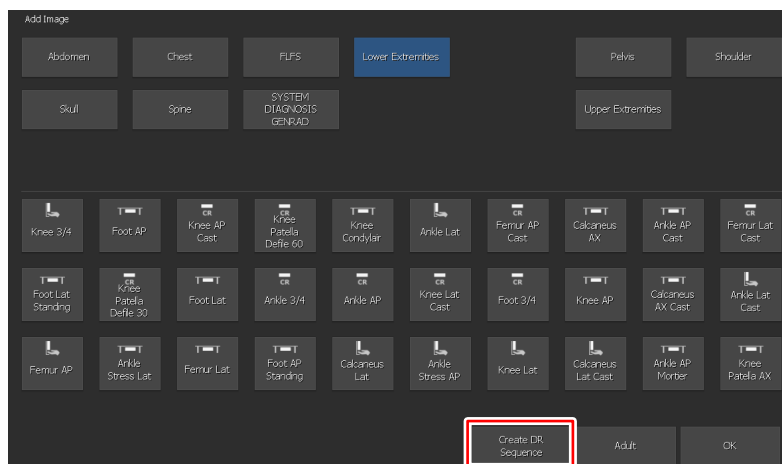 Add Image
Abdomen
Chest
FLFS
Lower Extremities
Pelvis
Shoulder
Skull
Spine
SYSTEM
DIAGNOSIS
GENRAD
Upper Extremities
Knee 3/4
Foot AP
CR
Knee AP
Cast
CR
Knee
Patella
Defile 60
Knee
Condylair
Ankle Lat
CR
Femur AP
Cast
Calcaneus
AX
Ankle AP
Cast
CR
Femur Lat
Cast
Foot Lat
Standing
CR
Knee
Patella
Defile 30
Foot Lat
CR
Ankle 3/4
CR
Ankle AP
CR
Knee Lat
Cast
CR
Foot 3/4
Knee AP
Calcaneus
AX Cast
Ankle Lat
Cast
Femur AP
Ankle
Stress Lat
Femur Lat
Foot AP
Standing
Calcaneus
Lat
Ankle
Stress AP
Knee Lat
Calcaneus
Lat Cast
Ankle AP
Mortier
Knee
Patella AX
Create DR
Sequence
Adult
OK